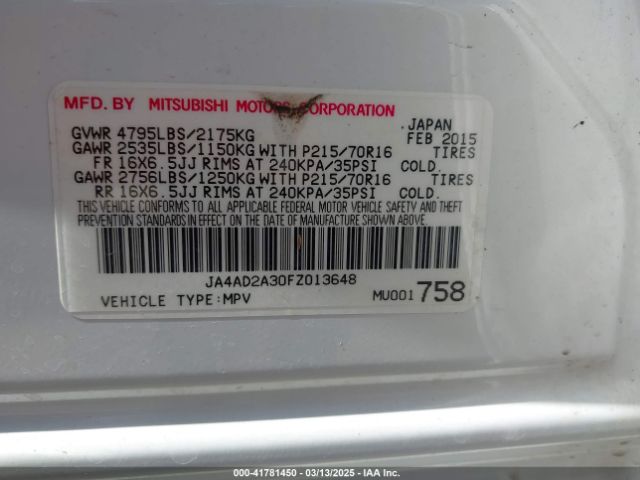 MFD. BY MITSUBISHI MOTORS CORPORATION
GVWR 4795LBS/2175KG
JAPAN
FEB 2015
GAWR 2535LBS/1150KG WITH P215/70R16 TIRES
FR 16X6.5JJ RIMS AT 240KPA/35PSI COLD.
GAWR 2756LBS/1250KG WITH P215/70R16 TIRES
RR 16X6.5JJ RIMS AT 240KPA/35PSI COLD.
THIS VEHICLE CONFORMS TO ALL APPLICABLE FEDERAL MOTOR VEHICLE SAFETY AND THEFT
PREVENTION STANDARDS IN EFFECT ON THE DATE OF MANUFACTURE SHOWN ABOVE.
JA4AD2A30FZ013648
VEHICLE TYPE:MPV
MU001758
000-41781450 - 03/13/2025 - IAA Inc.